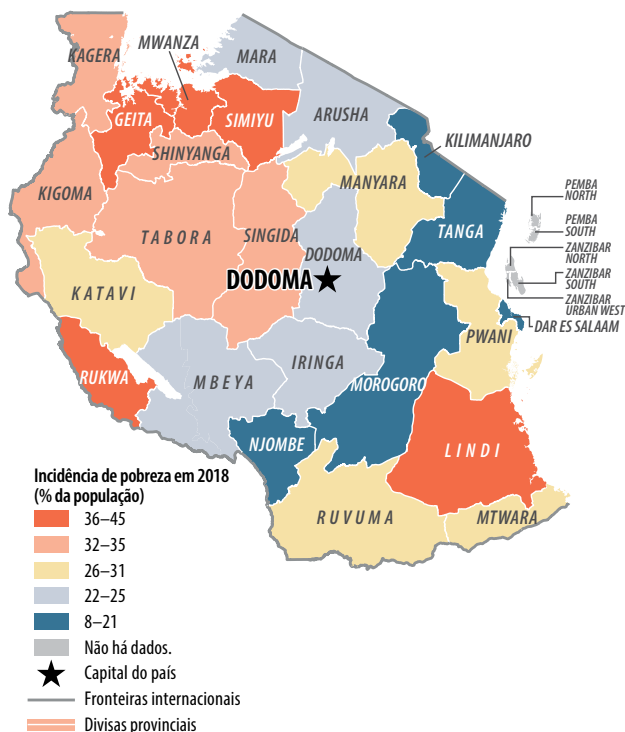 KAGERA
MWANZA
MARA
GEITA
SIMIYU
ARUSHA
KILIMANJARO
SHINYANGA
KIGOMA
MANYARA
PEMBA
NORTH
PEMBA
SOUTH
ZANZIBAR
NORTH
ZANZIBAR
SOUTH
ZANZIBAR
URBAN WEST
TABORA
SINGIDA
TANGA
DODOMA
DODOMA
KATAVI
DAR ES SALAAM
PWANI
RUKWA
MBEYA
IRINGA
MOROGORO
NJOMBE
LINDI
RUVUMA
MTWARA
Incidência de pobreza em 2018
(% da população)
36–45
32–35
26–31
22–25
8–21
Não há dados.
Capital do país
Fronteiras internacionais
Divisas provinciais